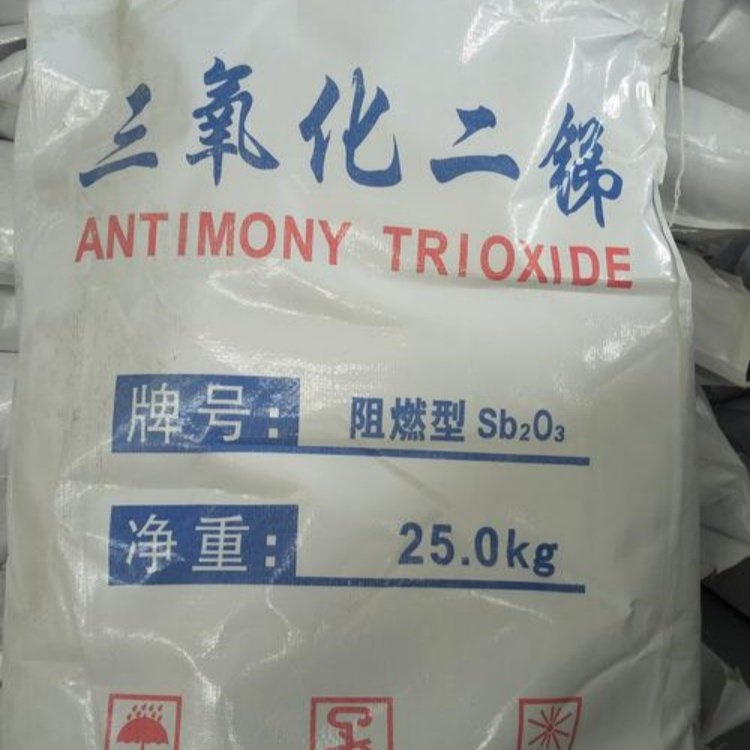 三氧化二锑
ANTIMONY TRIOXIDE
牌号: 阻燃型 Sb₂O₃
净重: 25.0kg